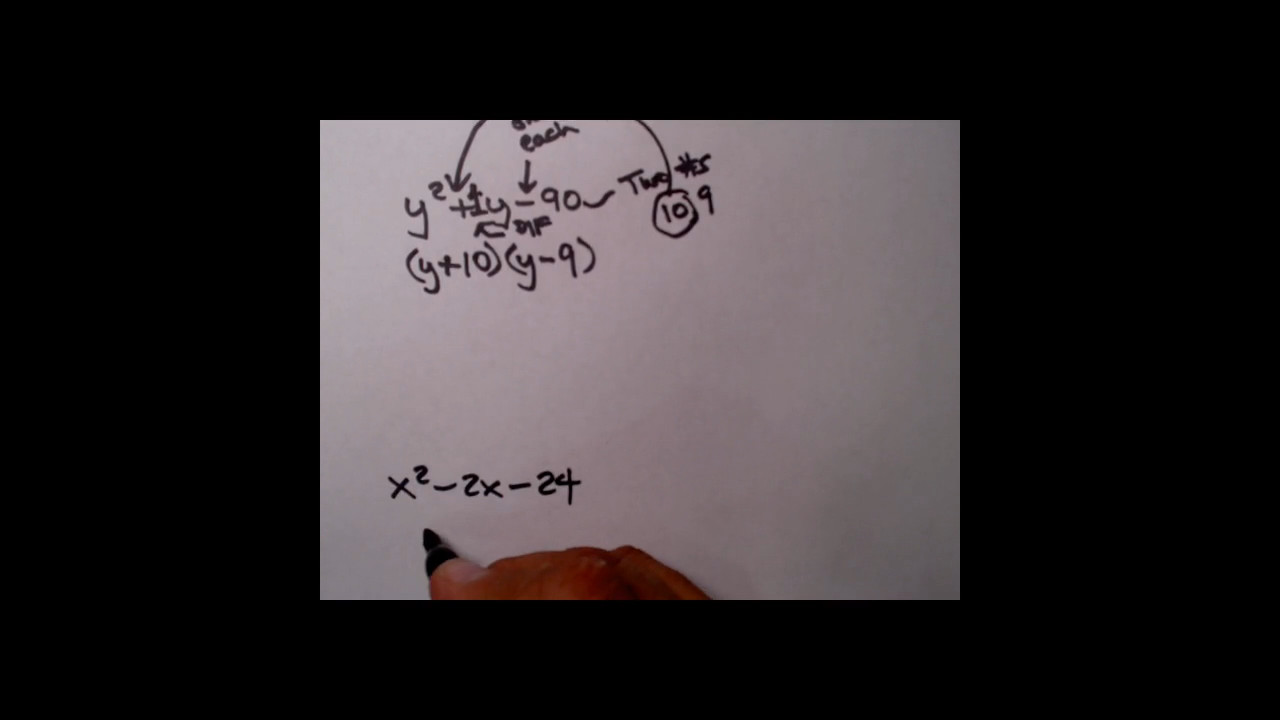 each
y² +1y - 90 Two #s
DIF 10 9
(y+10)(y-9)
x² - 2x - 24